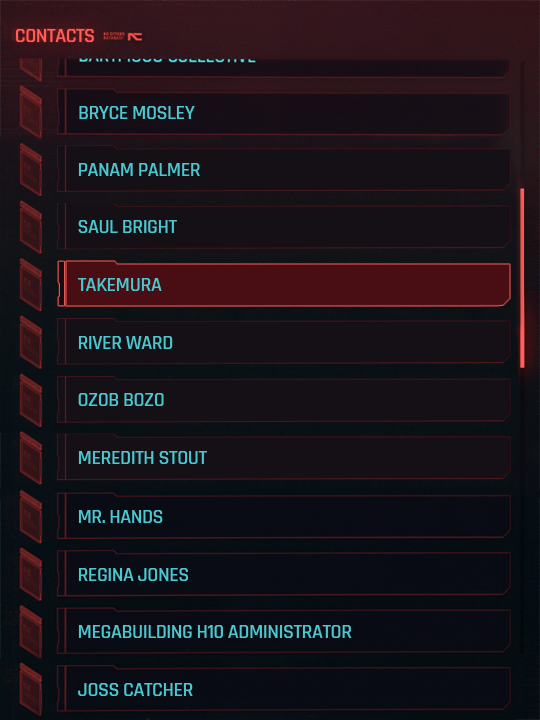 CONTACTS
BRYCE MOSLEY
PANAM PALMER
SAUL BRIGHT
TAKEMURA
RIVER WARD
OZOB BOZO
MEREDITH STOUT
MR. HANDS
REGINA JONES
MEGABUILDING H10 ADMINISTRATOR
JOSS CATCHER